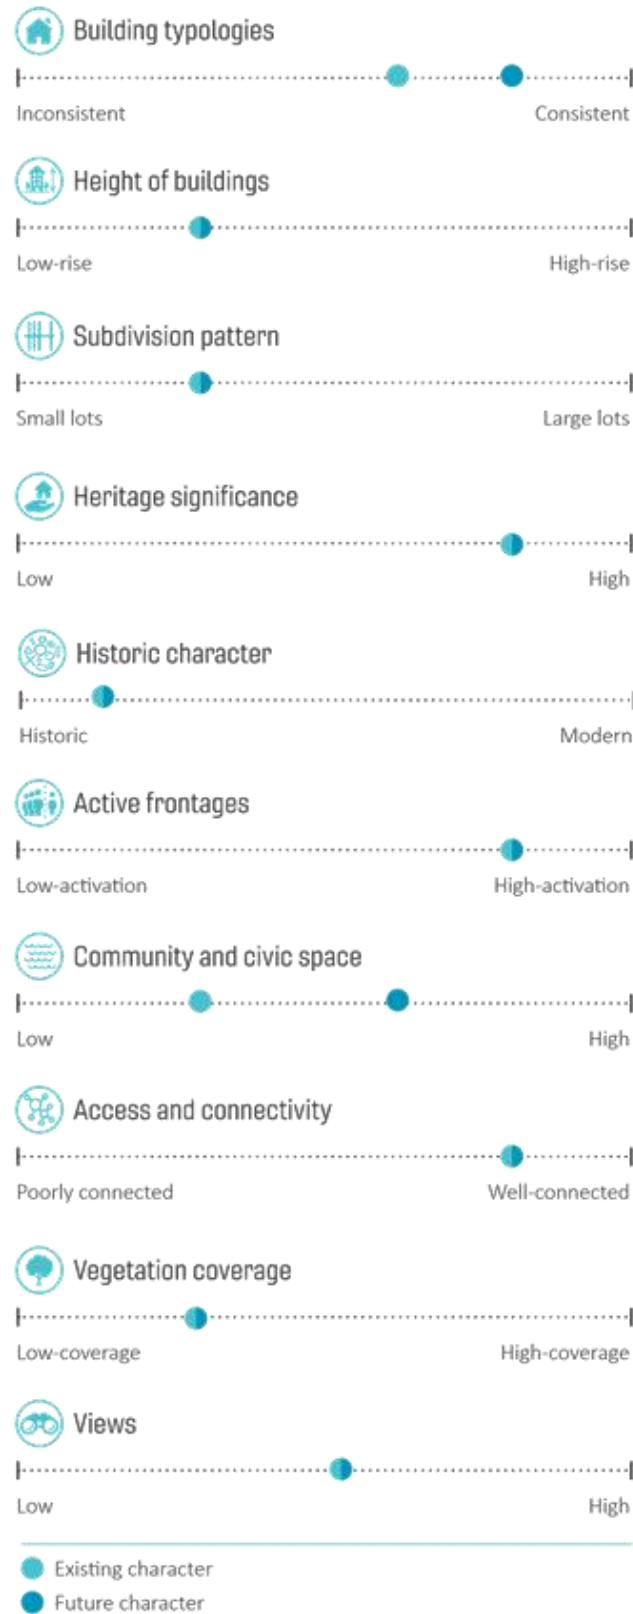 Building typologies
Inconsistent Consistent
Height of buildings
Low-rise High-rise
Subdivision pattern
Small lots Large lots
Heritage significance
Low High
Historic character
Historic Modern
Active frontages
Low-activation High-activation
Community and civic space
Low High
Access and connectivity
Poorly connected Well-connected
Vegetation coverage
Low-coverage High-coverage
Views
Low High
Existing character
Future character